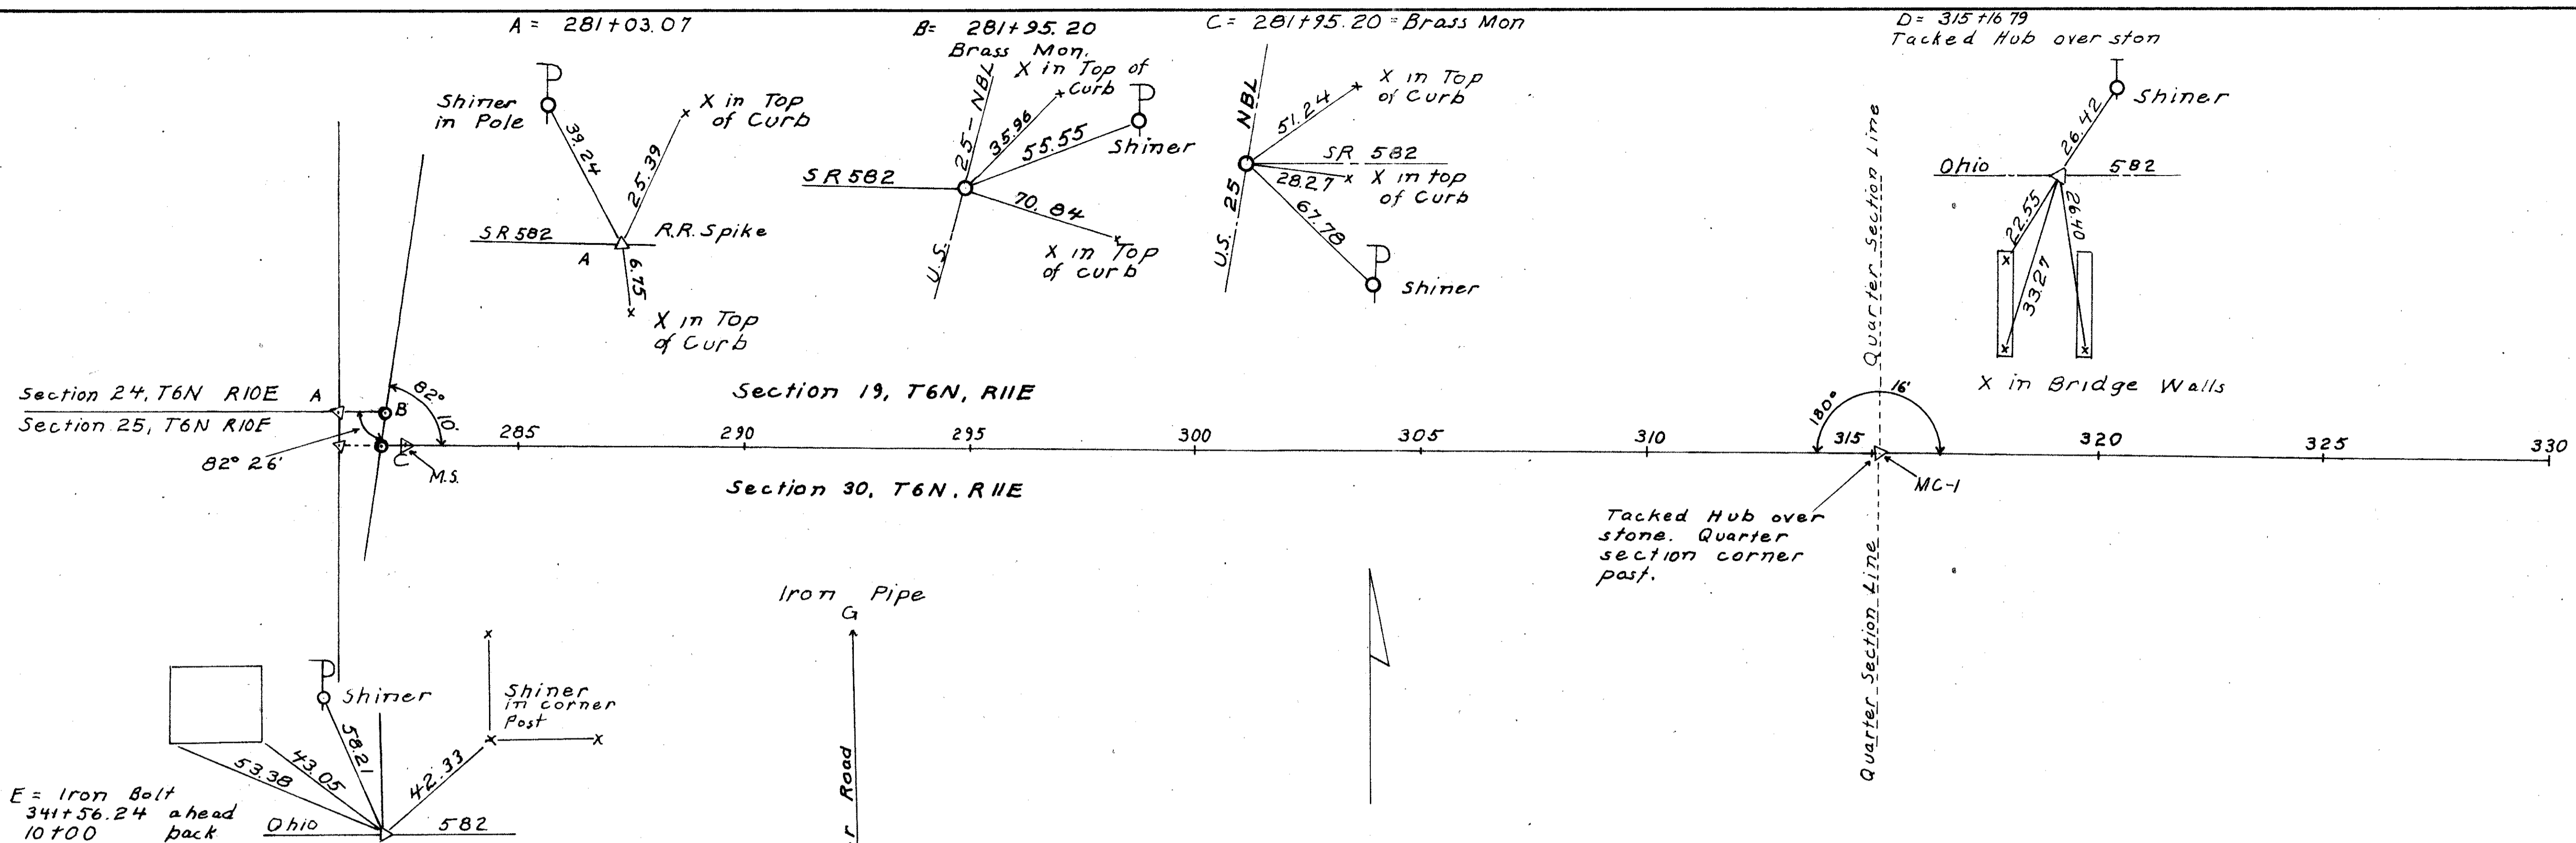 A = 281+03.07
Shiner
in Pole
39.24
X in Top
of Curb
25.39
SR 582
A
R.R. Spike
6.75
X in Top
of Curb
B= 281+95.20
Brass Mon.
X in Top of
Curb
25-NBL
35.96
55.55
Shiner
SR 582
70.84
U.S.
X in Top
of curb
C= 281+95.20 = Brass Mon
NBL
51.24
X in Top
of Curb
SR 582
28.27
X in top
of Curb
U.S. 25
67.78
Shiner
D= 315+16 79
Tacked Hub over ston
Shiner
26.42
Ohio 582
22.55
26.40
33.27
X in Bridge Walls
Quarter Section Line
Section 24, T6N R10E
A
Section 25, T6N R10E
82° 26'
B
82° 10'
C
M.S.
Section 19, T6N, R11E
285 290 295 300 305 310 315 320 325 330
Section 30, T6N, R11E
180° 16'
MC-1
Tacked Hub over
stone. Quarter
section corner
post.
Quarter Section Line
Iron Pipe
G
r Road
Shiner
58.21
Shiner
in corner
Post
53.38
43.05
42.33
E = Iron Bolt
341+56.24 ahead
10+00 back
Ohio 582